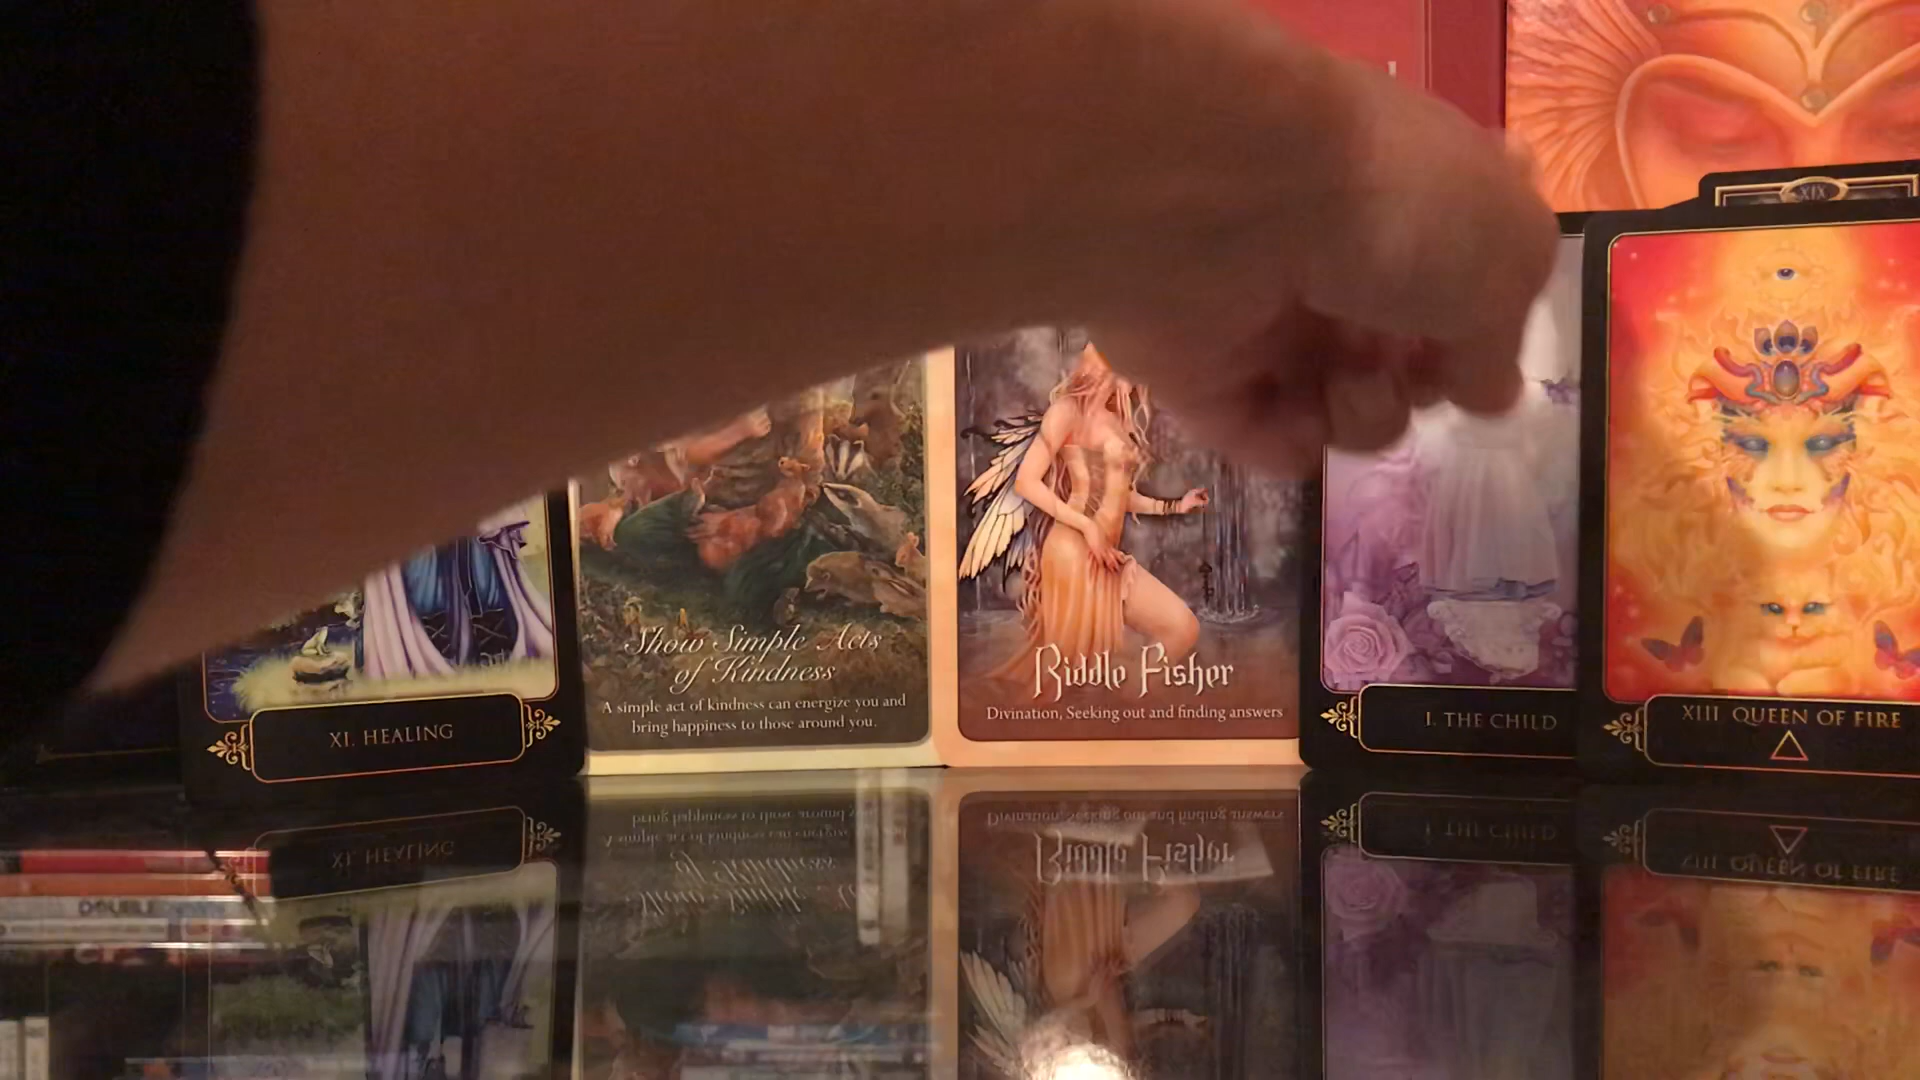 XIX
XI. HEALING
Show Simple Acts
of Kindness
A simple act of kindness can energize you and
bring happiness to those around you.
Riddle Fisher
Divination, Seeking out and finding answers
I. THE CHILD
XIII QUEEN OF FIRE
DOUBLE